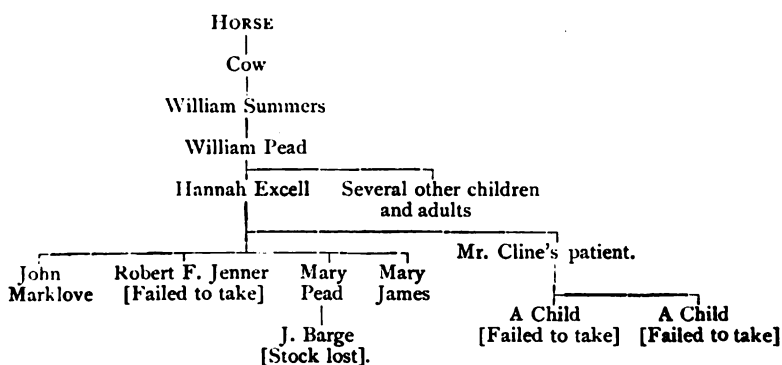 HORSE
Cow
William Summers
William Pead
Hannah Excell
Several other children
and adults
Mr. Cline's patient.
John
Marklove
Robert F. Jenner
[Failed to take]
Mary
Pead
Mary
James
J. Barge
[Stock lost].
A Child
[Failed to take]
A Child
[Failed to take]